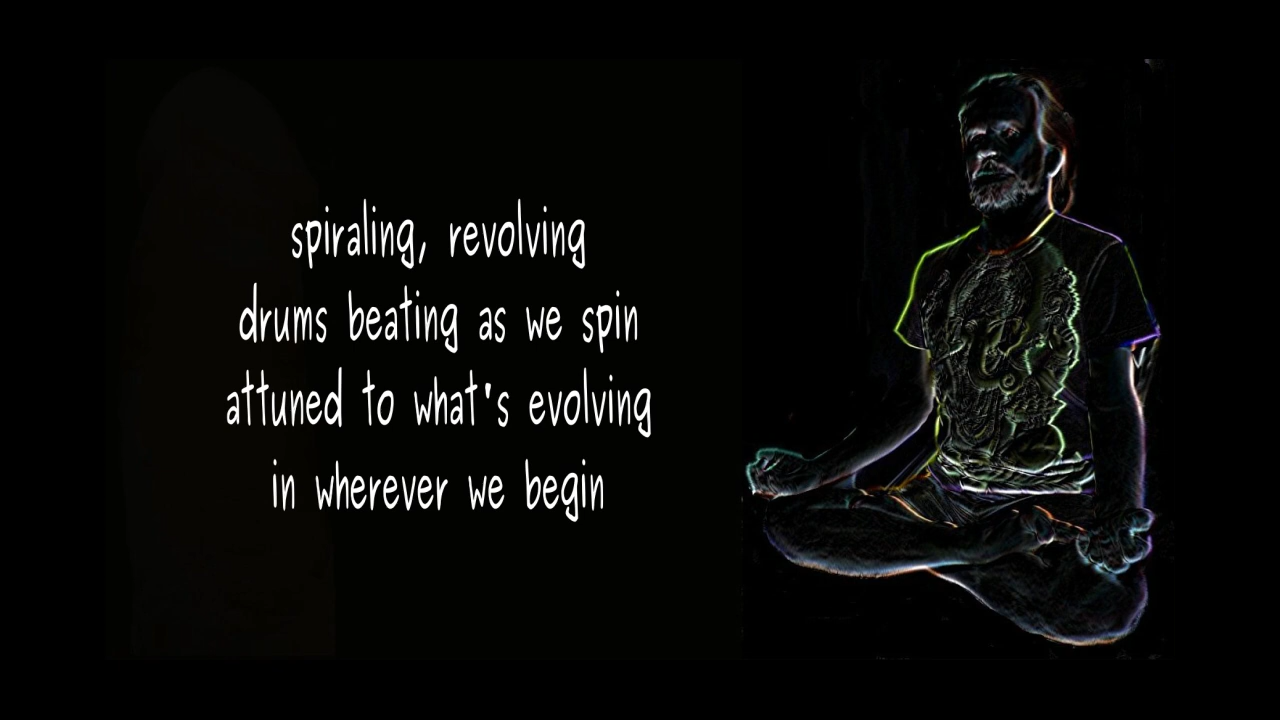 spiraling, revolving
drums beating as we spin
attuned to what's evolving
in wherever we begin